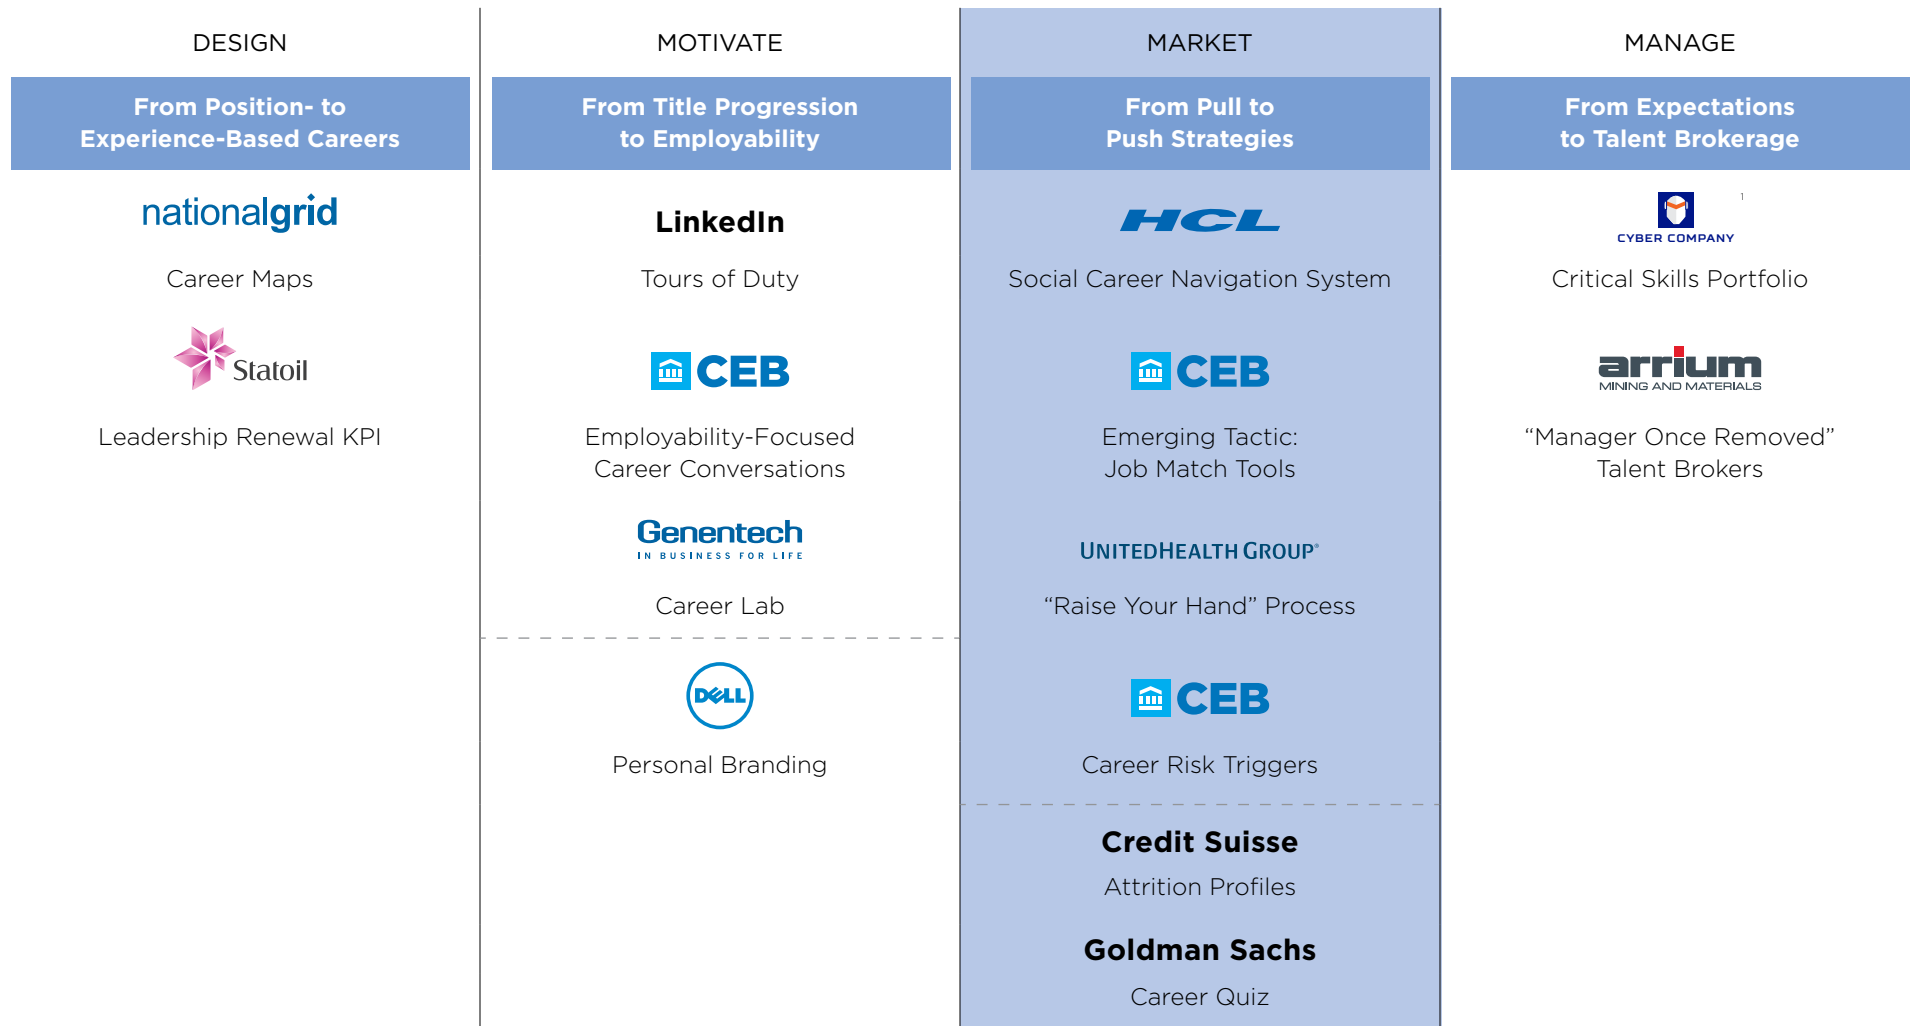 DESIGN
From Position- to
Experience-Based Careers
nationalgrid
Career Maps
Statoil
Leadership Renewal KPI
MOTIVATE
From Title Progression
to Employability
LinkedIn
Tours of Duty
CEB
Employability-Focused
Career Conversations
Genentech
IN BUSINESS FOR LIFE
Career Lab
DELL
Personal Branding
MARKET
From Pull to
Push Strategies
HCL
Social Career Navigation System
CEB
Emerging Tactic:
Job Match Tools
UNITEDHEALTH GROUP®
“Raise Your Hand” Process
CEB
Career Risk Triggers
Credit Suisse
Attrition Profiles
Goldman Sachs
Career Quiz
MANAGE
From Expectations
to Talent Brokerage
1
CYBER COMPANY
Critical Skills Portfolio
arrium
MINING AND MATERIALS
“Manager Once Removed”
Talent Brokers